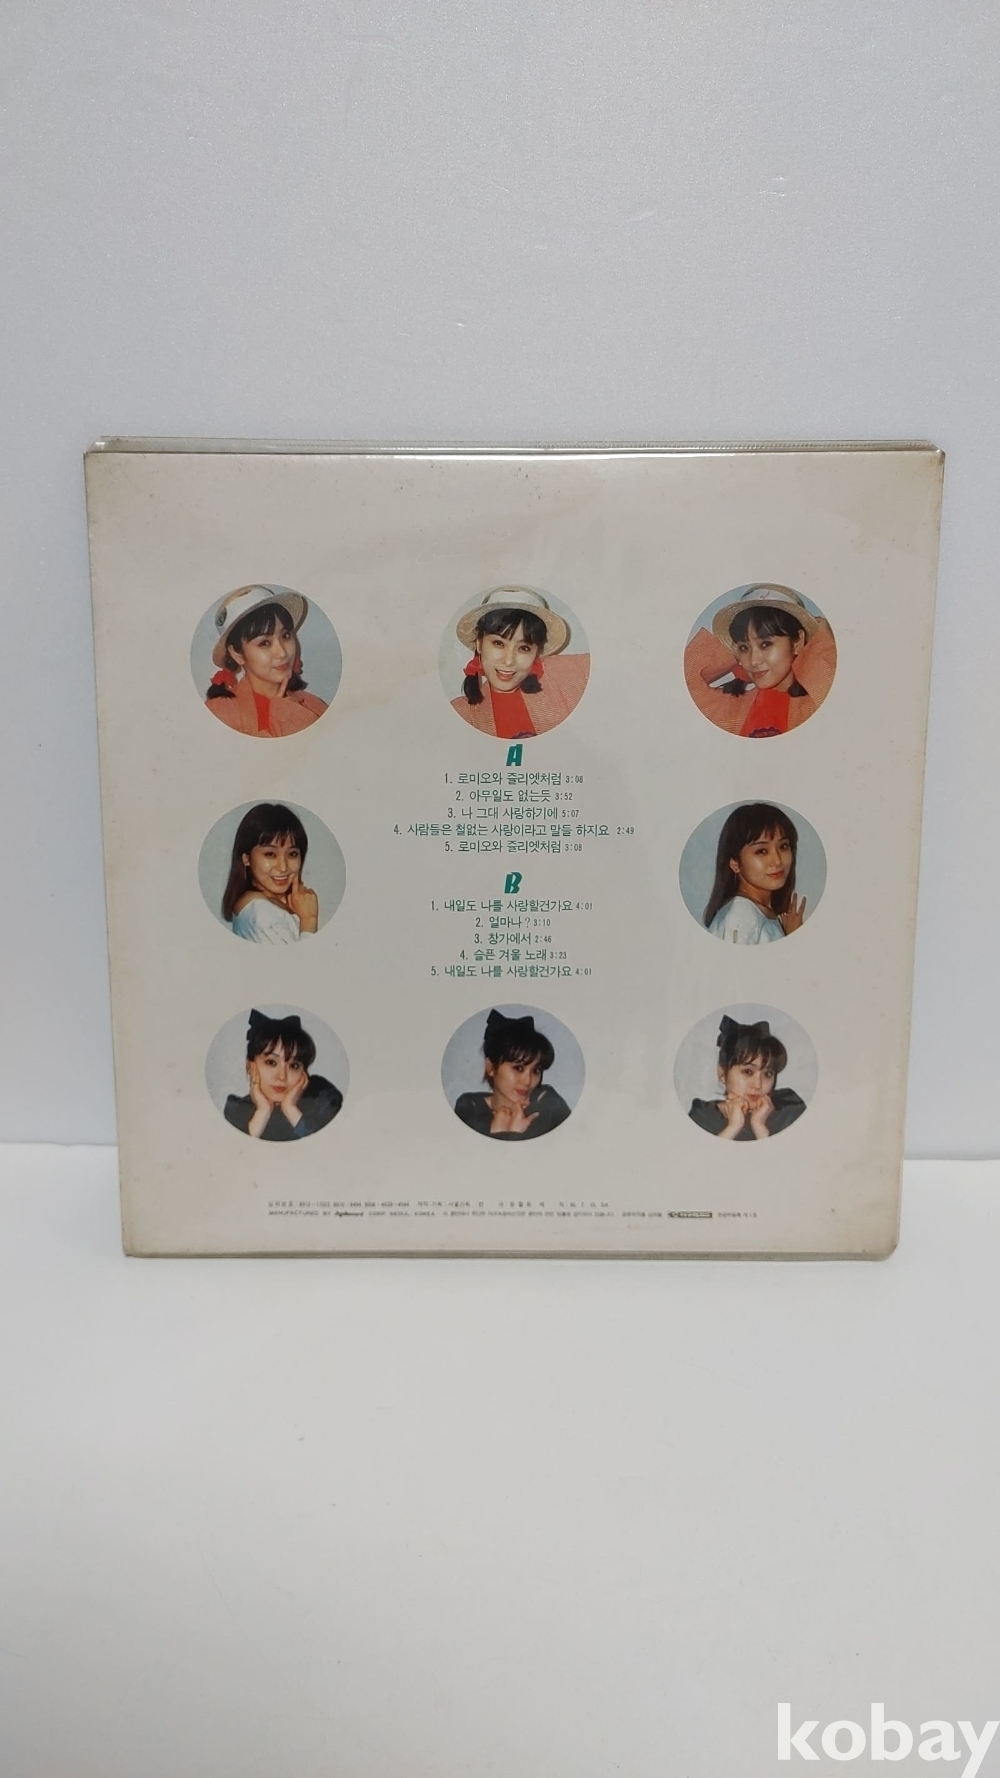 A
1. 로미오와 쥴리엣처럼 3:08
2. 아무일도 없는듯 3:52
3. 나 그대 사랑하기에 5:07
4. 사람들은 철없는 사랑이라고 말들 하지요 2:49
5. 로미오와 쥴리엣처럼 3:08
B
1. 내일도 나를 사랑할건가요 4:01
2. 얼마나? 3:10
3. 창가에서 2:46
4. 슬픈 겨울 노래 3:23
5. 내일도 나를 사랑할건가요 4:01
MANUFACTURED BY CORP. SEOUL, KOREA
kobay